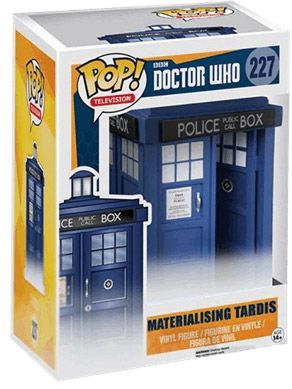 POP!
TELEVISION
BBC
DOCTOR WHO
227
POLICE PUBLIC CALL BOX
POLICE PUBLIC CALL BOX
MATERIALISING TARDIS
VINYL FIGURE / FIGURINE EN VINYLE /
FIGURA DE VINIL
14+